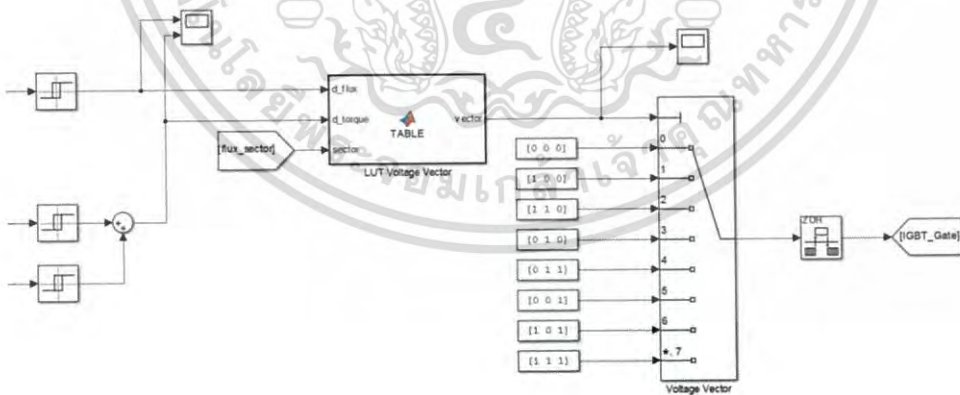 d_flux
d_torque
TABLE
vector
[flux_sector]
sector
LUT Voltage Vector
0
[0 0 0]
1
[1 0 0]
2
[1 1 0]
3
[0 1 0]
4
[0 1 1]
5
[0 0 1]
6
[1 0 1]
*, 7
[1 1 1]
Voltage Vector
ZOH
[IGBT_Gate]